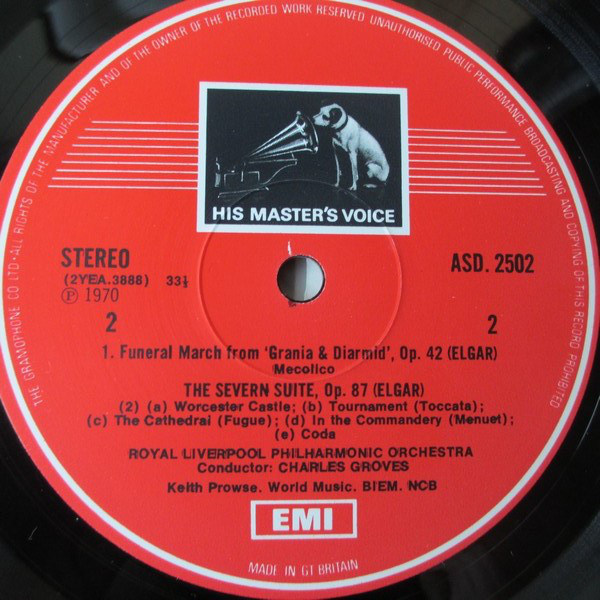 THE GRAMOPHONE CO LTD·ALL RIGHTS OF THE MANUFACTURER AND OF THE OWNER OF THE RECORDED WORK RESERVED UNAUTHORISED PUBLIC PERFORMANCE BROADCASTING AND COPYING OF THIS RECORD PROHIBITED
HIS MASTER'S VOICE
STEREO
ASD. 2502
(2YEA.3888) 33⅓
Ⓟ 1970
2
2
1. Funeral March from 'Grania & Diarmid', Op. 42 (ELGAR)
Mecolico
THE SEVERN SUITE, Op. 87 (ELGAR)
(2) (a) Worcester Castle; (b) Tournament (Toccata);
(c) The Cathedral (Fugue); (d) In the Commandery (Menuet);
(e) Coda
ROYAL LIVERPOOL PHILHARMONIC ORCHESTRA
Conductor: CHARLES GROVES
Keith Prowse. World Music. BIEM. NCB
EMI
MADE IN GT BRITAIN